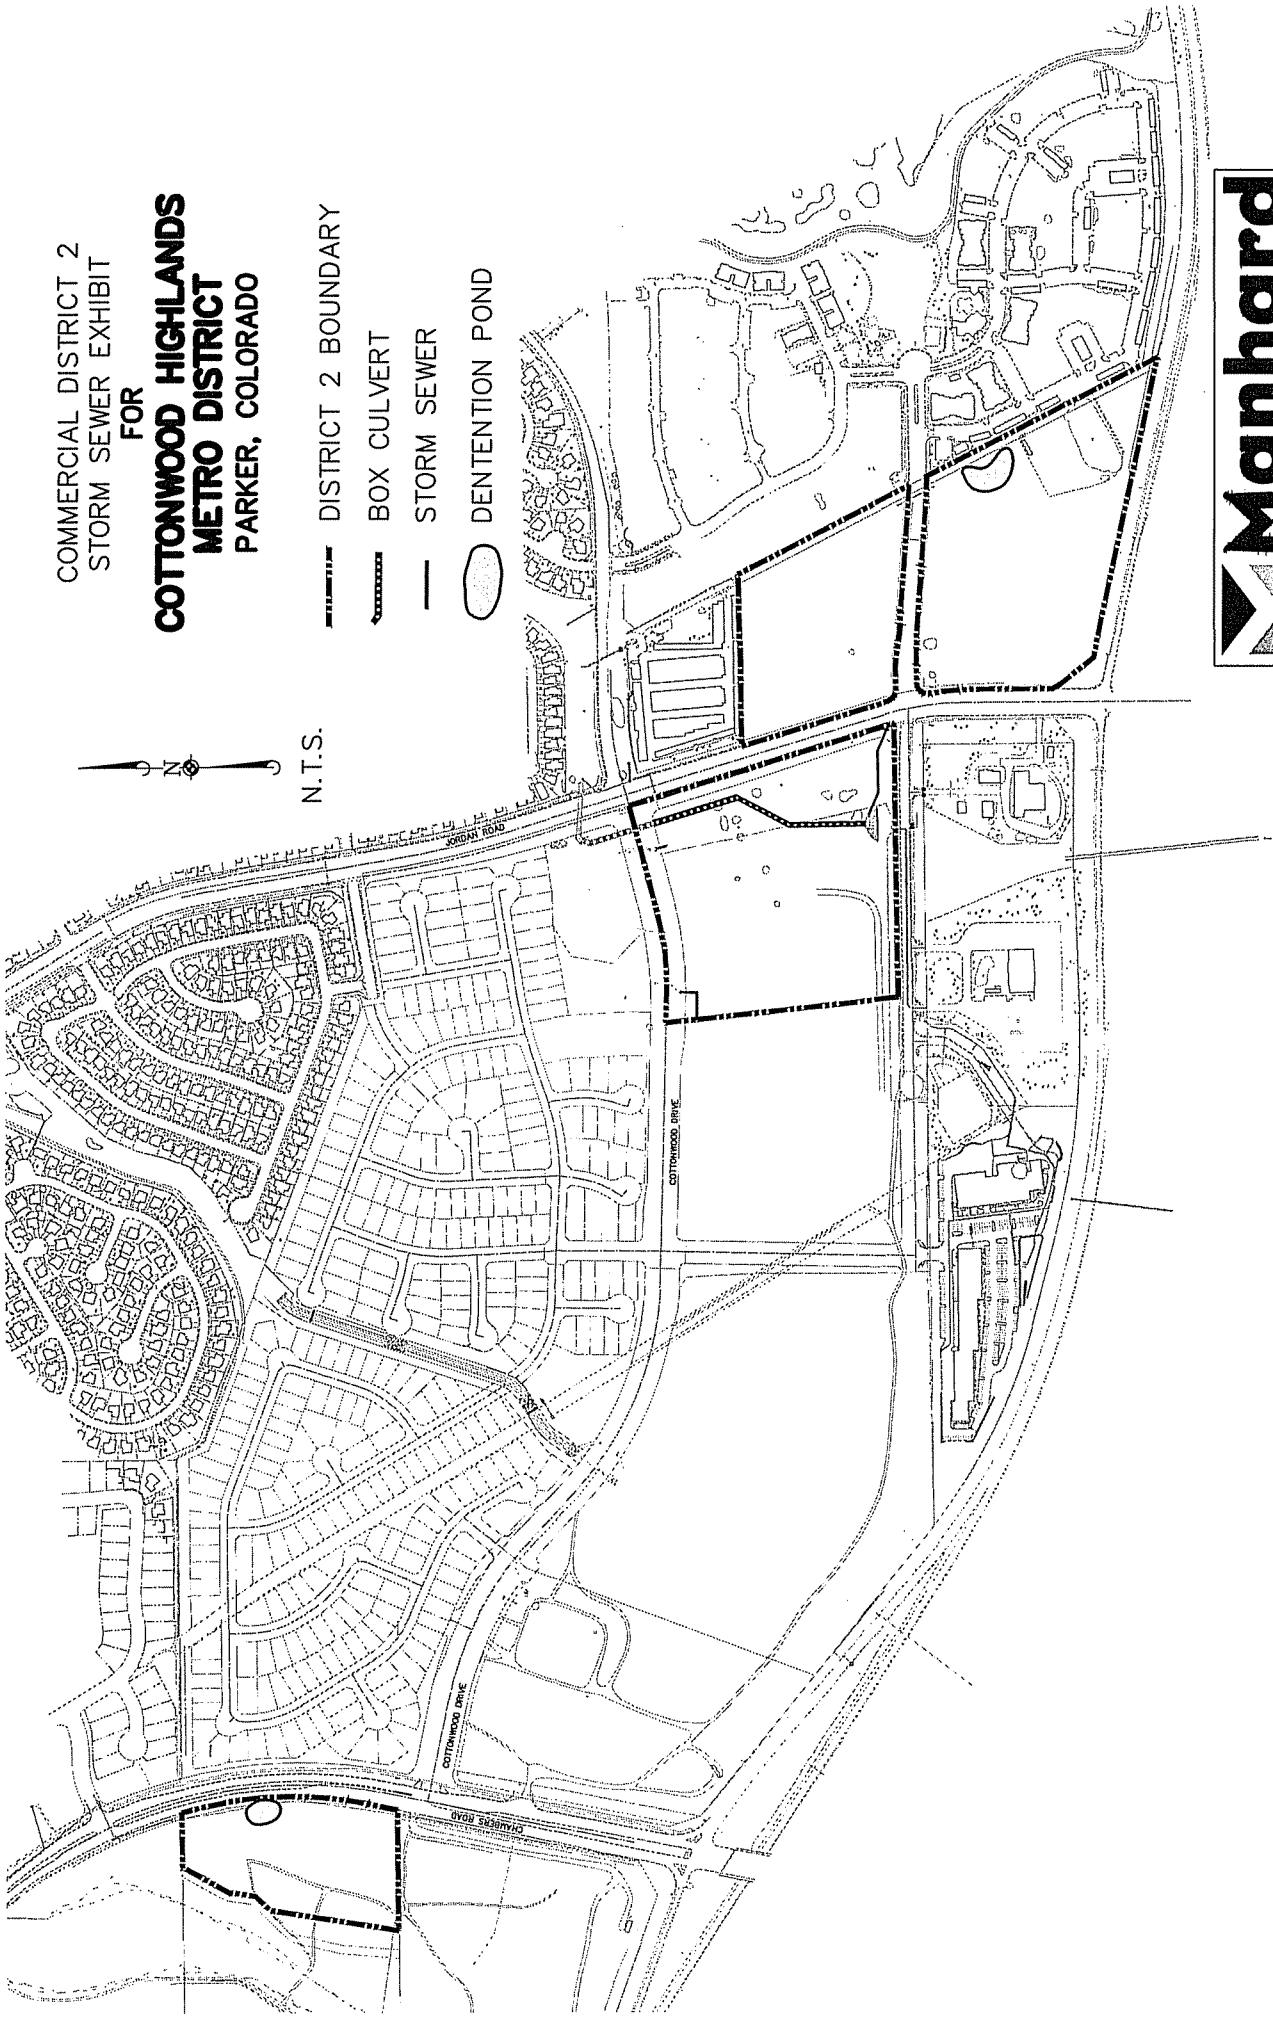 COMMERCIAL DISTRICT 2
STORM SEWER EXHIBIT
FOR
COTTONWOOD HIGHLANDS
METRO DISTRICT
PARKER, COLORADO
DISTRICT 2 BOUNDARY
BOX CULVERT
STORM SEWER
DENTENTION POND
N
N.T.S.
JORDAN ROAD
COTTONWOOD DRIVE
COTTONWOOD DRIVE
CHAMBERS ROAD
Manhard